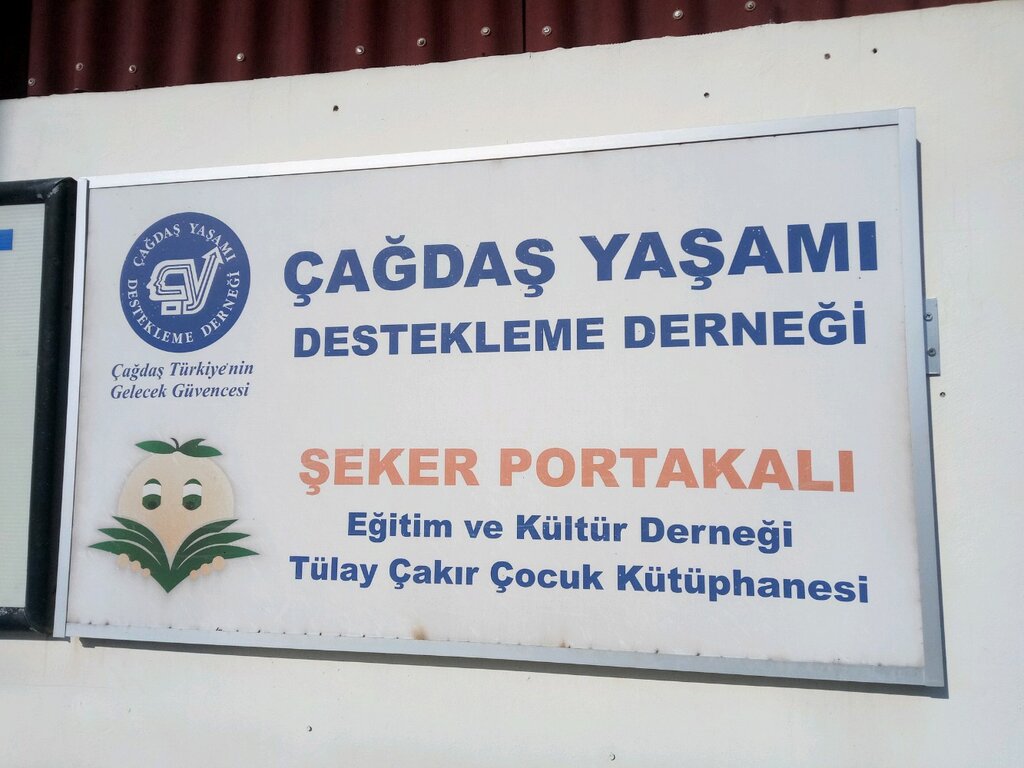 ÇAĞDAŞ YAŞAMI
DESTEKLEME DERNEĞİ
çy
Çağdaş Türkiye'nin
Gelecek Güvencesi
ÇAĞDAŞ YAŞAMI
DESTEKLEME DERNEĞİ
ŞEKER PORTAKALI
Eğitim ve Kültür Derneği
Tülay Çakır Çocuk Kütüphanesi